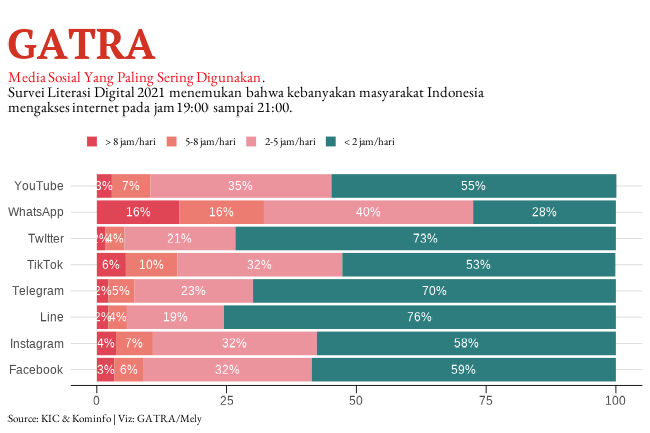 GATRA
Media Sosial Yang Paling Sering Digunakan.
Survei Literasi Digital 2021 menemukan bahwa kebanyakan masyarakat Indonesia
mengakses internet pada jam 19:00 sampai 21:00.
> 8 jam/hari 5-8 jam/hari 2-5 jam/hari < 2 jam/hari
YouTube 3% 7% 35% 55%
WhatsApp 16% 16% 40% 28%
TwItter 4% 21% 73%
TikTok 6% 10% 32% 53%
Telegram 2% 5% 23% 70%
Line 2% 4% 19% 76%
Instagram 4% 7% 32% 58%
Facebook 3% 6% 32% 59%
0 25 50 75 100
Source: KIC & Kominfo | Viz: GATRA/Mely